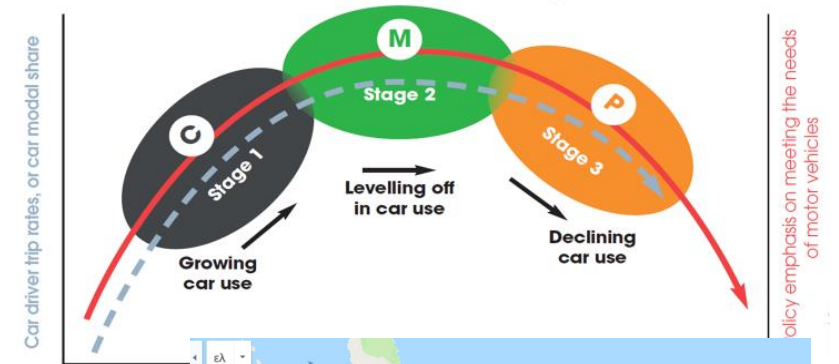 Car driver trip rates, or car modal share
C
Stage 1
M
Stage 2
P
Stage 3
Growing
car use
Levelling off
in car use
Declining
car use
olicy emphasis on meeting the needs
of motor vehicles
ελ